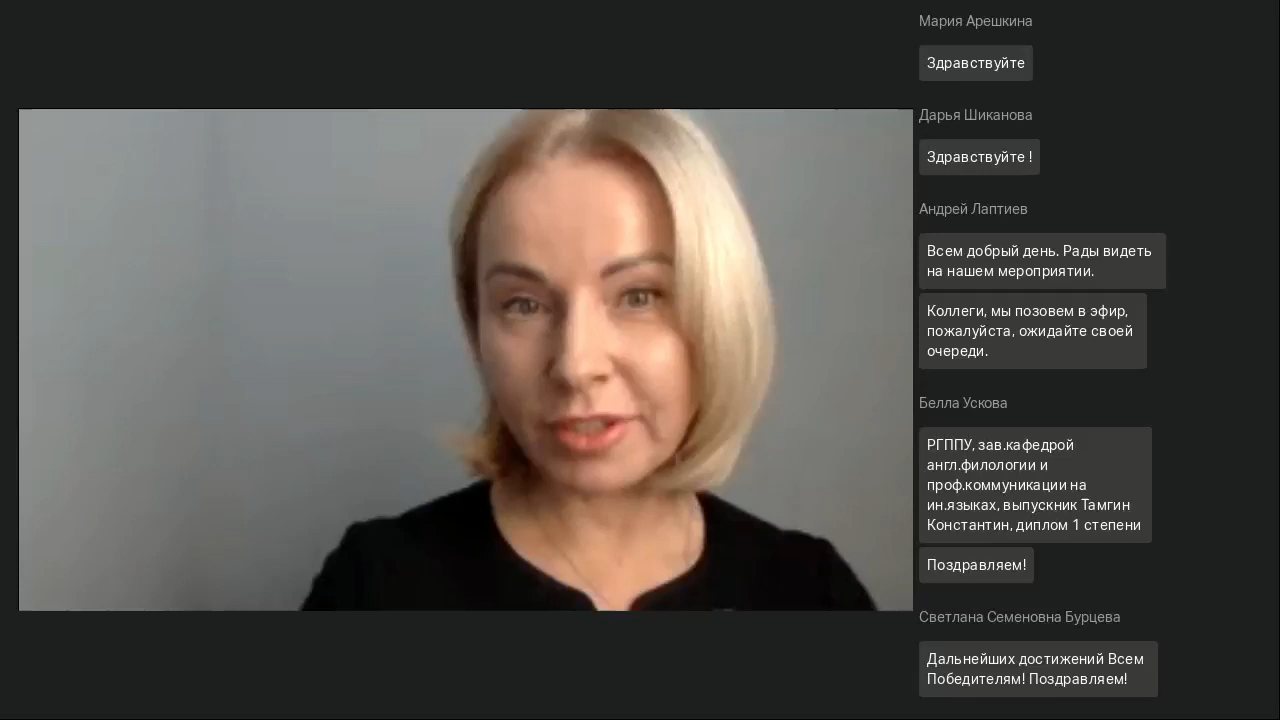 Мария Арешкина
Здравствуйте
Дарья Шиканова
Здравствуйте !
Андрей Лаптиев
Всем добрый день. Рады видеть
на нашем мероприятии.
Коллеги, мы позовем в эфир,
пожалуйста, ожидайте своей
очереди.
Белла Ускова
РГППУ, зав.кафедрой
англ.филологии и
проф.коммуникации на
ин.языках, выпускник Тамгин
Константин, диплом 1 степени
Поздравляем!
Светлана Семеновна Бурцева
Дальнейших достижений Всем
Победителям! Поздравляем!